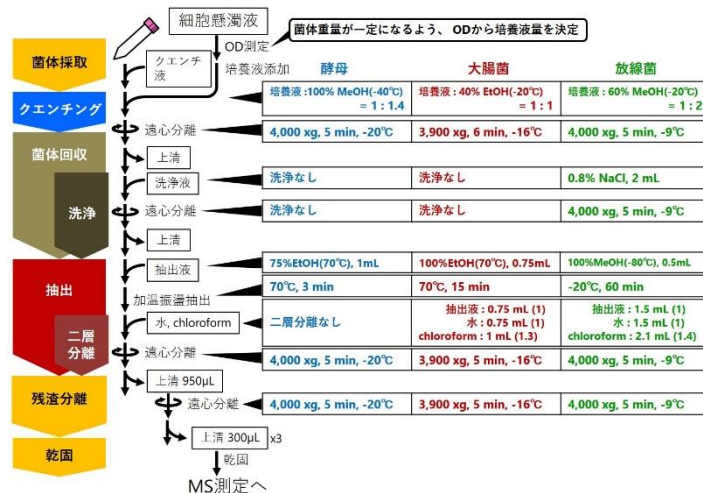 細胞懸濁液
菌体重量が一定になるよう、ODから培養液量を決定
OD測定
菌体採取
クエンチ液
培養液添加
酵母
大腸菌
放線菌
クエンチング
培養液:100% MeOH(-40℃) = 1 : 1.4
培養液 : 40% EtOH(-20℃) = 1 : 1
培養液 : 60% MeOH(-20℃) = 1 : 2
遠心分離
4,000 xg, 5 min, -20℃
3,900 xg, 6 min, -16℃
4,000 xg, 5 min, -9℃
菌体回収
上清
洗浄液
洗浄なし
洗浄なし
0.8% NaCl, 2 mL
洗浄
遠心分離
洗浄なし
洗浄なし
4,000 xg, 5 min, -9℃
上清
抽出
抽出液
75%EtOH(70℃), 1mL
100%EtOH(70℃), 0.75mL
100%MeOH(-80℃), 0.5mL
加温振盪抽出
70℃, 3 min
70℃, 15 min
-20℃, 60 min
二層分離
水, chloroform
二層分離なし
抽出液 : 0.75 mL (1)
水 : 0.75 mL (1)
chloroform : 1 mL (1.3)
抽出液 : 1.5 mL (1)
水 : 1.5 mL (1)
chloroform : 2.1 mL (1.4)
遠心分離
4,000 xg, 5 min, -20℃
3,900 xg, 5 min, -16℃
4,000 xg, 5 min, -9℃
上清 950μL
残渣分離
遠心分離
4,000 xg, 5 min, -20℃
3,900 xg, 5 min, -16℃
4,000 xg, 5 min, -9℃
上清 300μL x3
乾固
乾固
MS測定へ